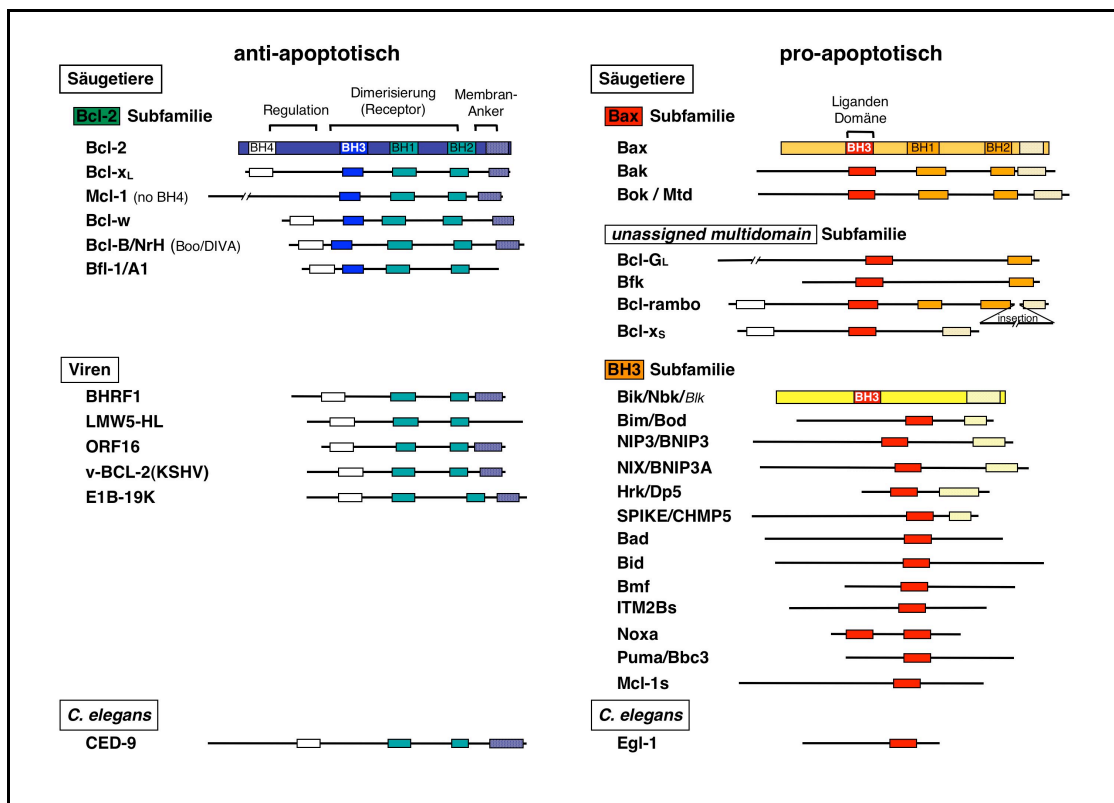 anti-apoptotisch
Säugetiere
Bcl-2 Subfamilie
Regulation
Dimerisierung
(Receptor)
Membran-
Anker
Bcl-2
BH4 BH3 BH1 BH2
Bcl-xL
Mcl-1 (no BH4)
Bcl-w
Bcl-B/NrH (Boo/DIVA)
Bfl-1/A1
Viren
BHRF1
LMW5-HL
ORF16
v-BCL-2(KSHV)
E1B-19K
C. elegans
CED-9
pro-apoptotisch
Säugetiere
Bax Subfamilie
Liganden
Domäne
Bax
BH3 BH1 BH2
Bak
Bok / Mtd
unassigned multidomain Subfamilie
Bcl-GL
Bfk
Bcl-rambo
insertion
Bcl-xS
BH3 Subfamilie
Bik/Nbk/Blk
BH3
Bim/Bod
NIP3/BNIP3
NIX/BNIP3A
Hrk/Dp5
SPIKE/CHMP5
Bad
Bid
Bmf
ITM2Bs
Noxa
Puma/Bbc3
Mcl-1s
C. elegans
Egl-1